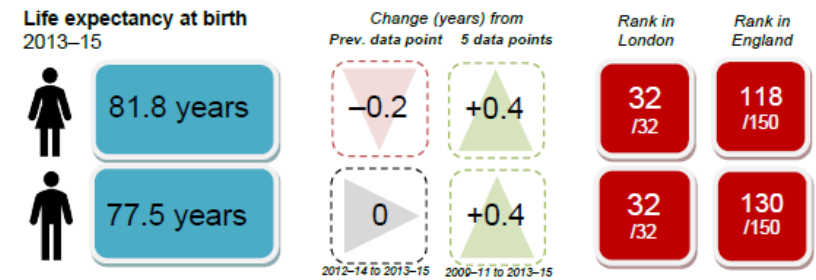 Life expectancy at birth
2013–15
Change (years) from
Prev. data point
5 data points
Rank in
London
Rank in
England
81.8 years
–0.2
+0.4
32
/32
118
/150
77.5 years
0
+0.4
32
/32
130
/150
2012–14 to 2013–15
2009–11 to 2013–15